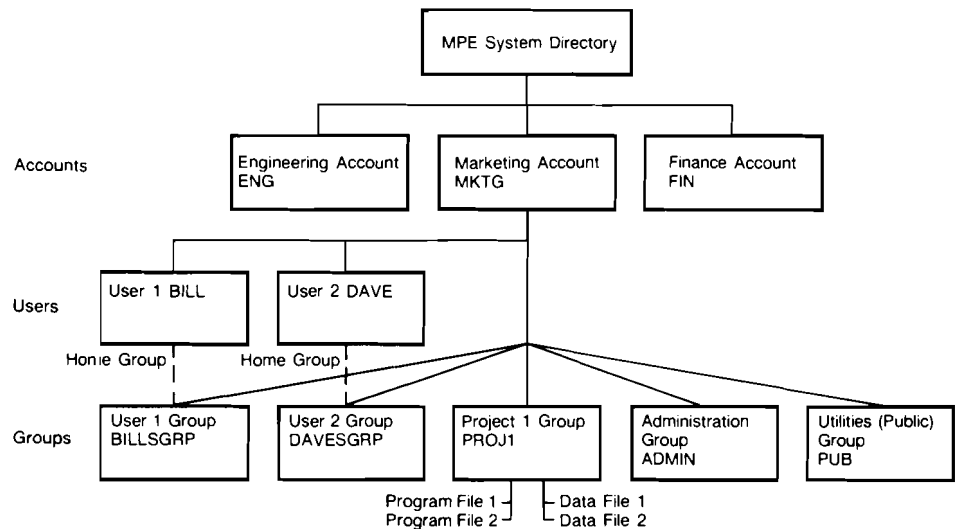 MPE System Directory
Accounts
Engineering Account
ENG
Marketing Account
MKTG
Finance Account
FIN
Users
User 1 BILL
User 2 DAVE
Home Group
Home Group
Groups
User 1 Group
BILLSGRP
User 2 Group
DAVESGRP
Project 1 Group
PROJ1
Administration
Group
ADMIN
Utilities (Public)
Group
PUB
Program File 1
Program File 2
Data File 1
Data File 2